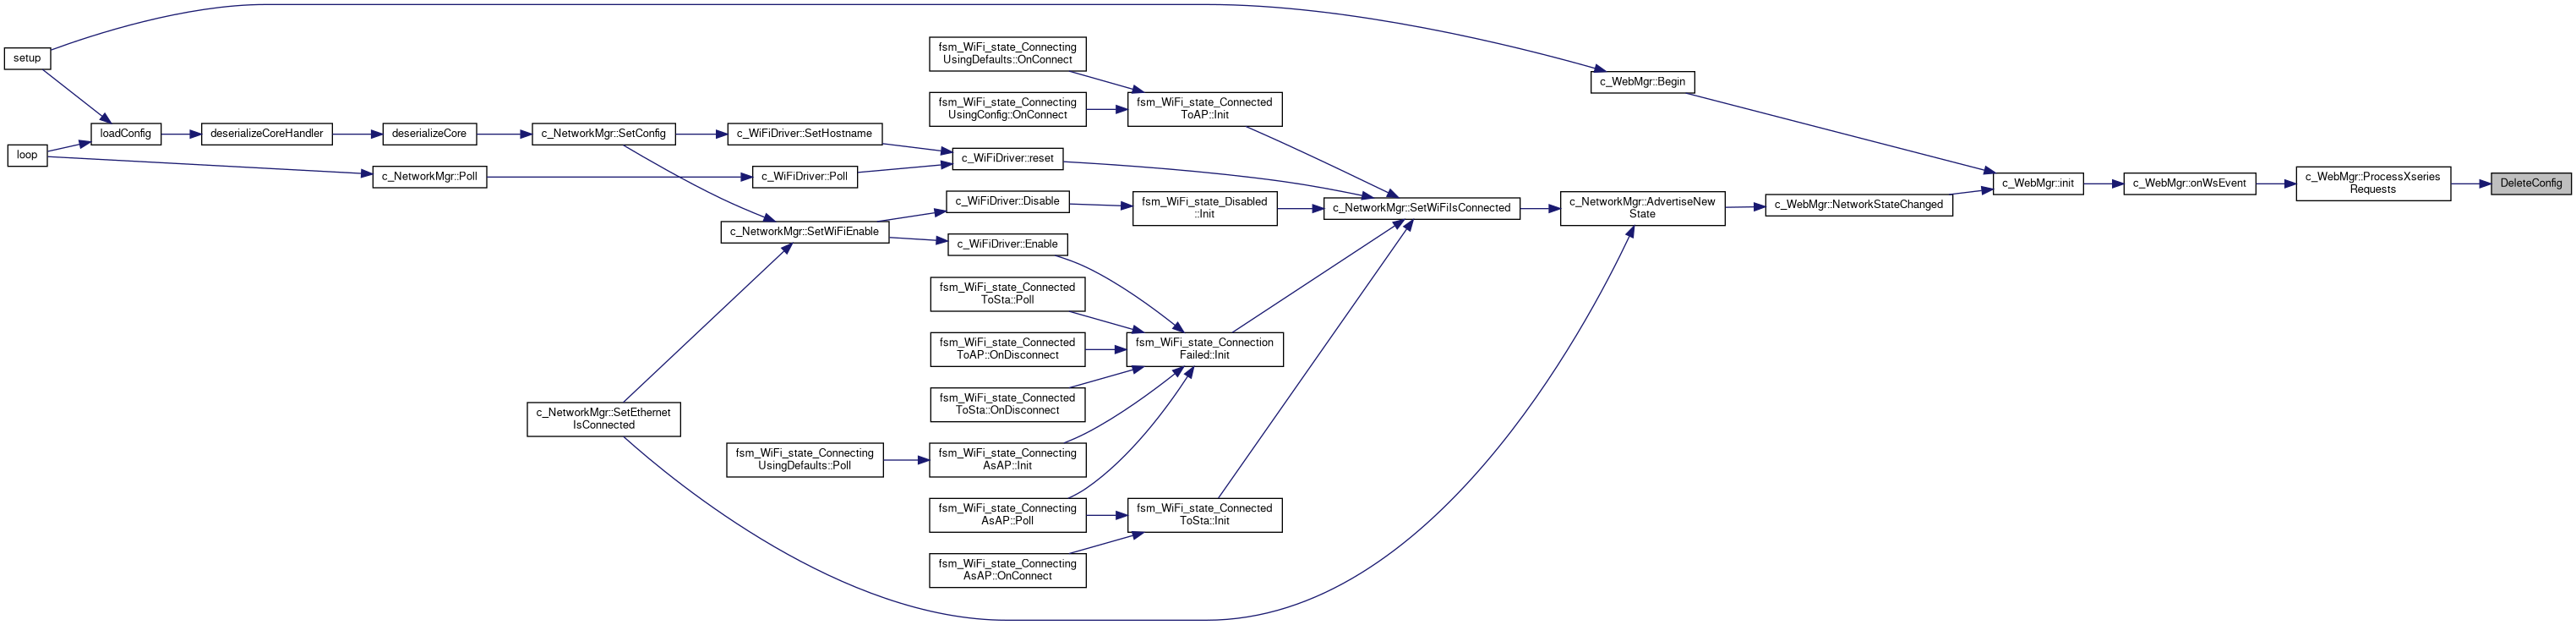 setup
loop
loadConfig
deserializeCoreHandler
deserializeCore
c_NetworkMgr::Poll
c_NetworkMgr::SetConfig
c_NetworkMgr::SetEthernet
IsConnected
c_WiFiDriver::SetHostname
c_WiFiDriver::Poll
c_NetworkMgr::SetWiFiEnable
fsm_WiFi_state_Connecting
UsingDefaults::Poll
fsm_WiFi_state_Connecting
UsingDefaults::OnConnect
fsm_WiFi_state_Connecting
UsingConfig::OnConnect
c_WiFiDriver::reset
c_WiFiDriver::Disable
c_WiFiDriver::Enable
fsm_WiFi_state_Connected
ToSta::Poll
fsm_WiFi_state_Connected
ToAP::OnDisconnect
fsm_WiFi_state_Connected
ToSta::OnDisconnect
fsm_WiFi_state_Connecting
AsAP::Init
fsm_WiFi_state_Connecting
AsAP::Poll
fsm_WiFi_state_Connecting
AsAP::OnConnect
fsm_WiFi_state_Connected
ToAP::Init
fsm_WiFi_state_Disabled
::Init
fsm_WiFi_state_Connection
Failed::Init
fsm_WiFi_state_Connected
ToSta::Init
c_NetworkMgr::SetWiFiIsConnected
c_NetworkMgr::AdvertiseNew
State
c_WebMgr::Begin
c_WebMgr::NetworkStateChanged
c_WebMgr::init
c_WebMgr::onWsEvent
c_WebMgr::ProcessXseries
Requests
DeleteConfig